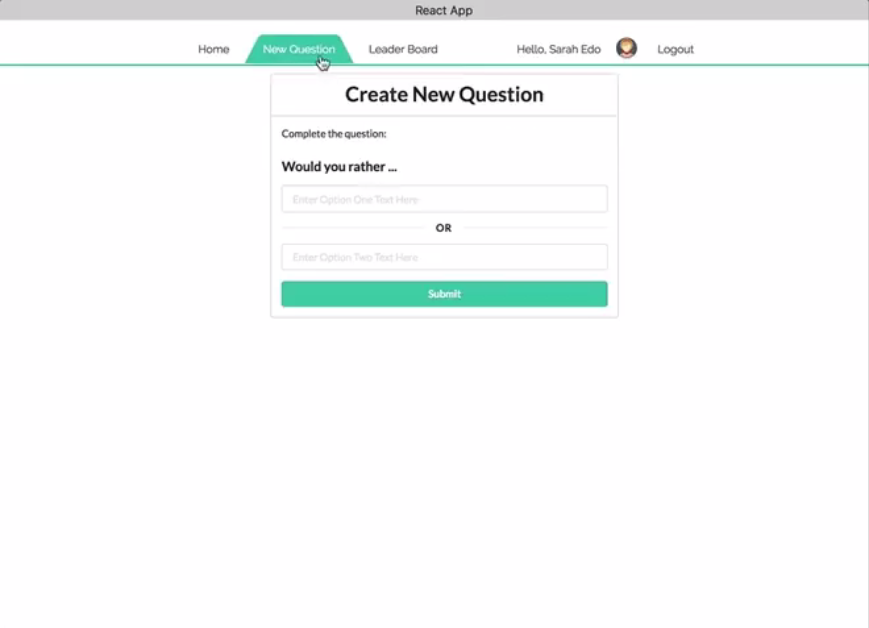 React App
Home New Question Leader Board Hello, Sarah Edo Logout
Create New Question
Complete the question:
Would you rather ...
Enter Option One Text Here
OR
Enter Option Two Text Here
Submit